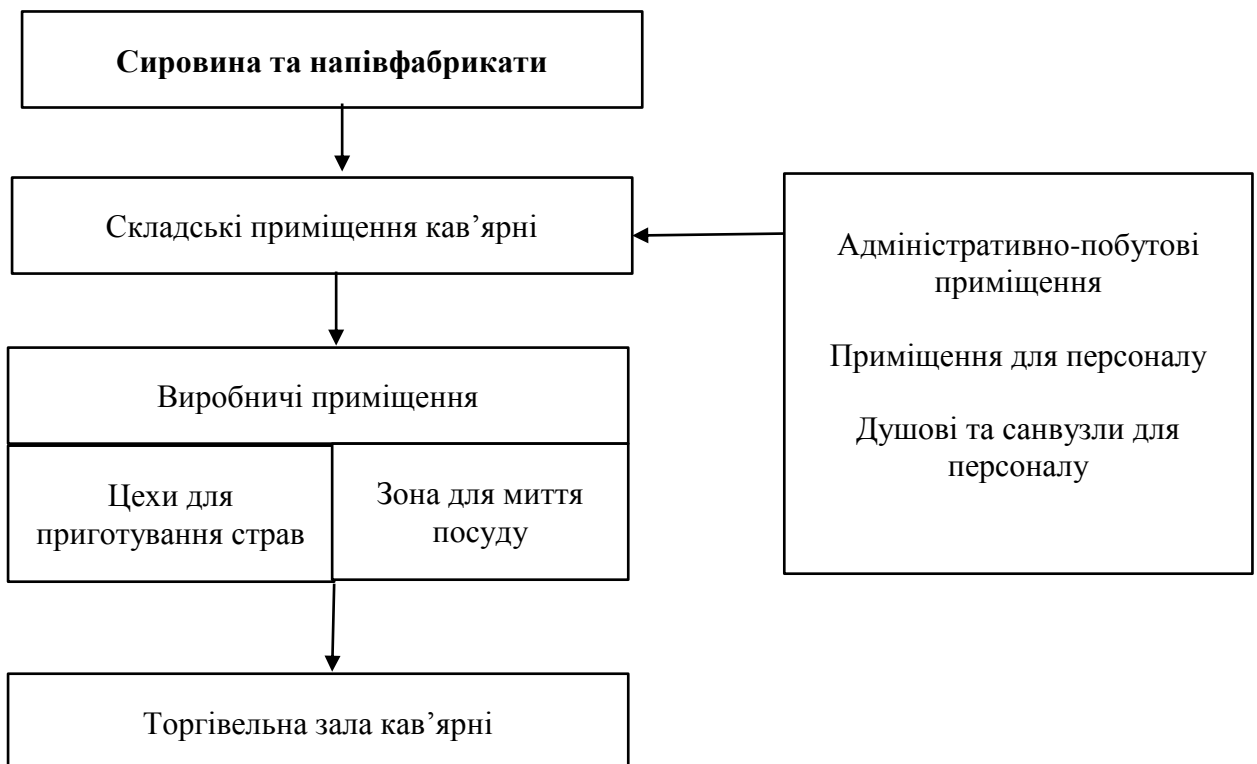 Сировина та напівфабрикати
Складські приміщення кав’ярні
Адміністративно-побутові
приміщення
Приміщення для персоналу
Душові та санвузли для
персоналу
Виробничі приміщення
Цехи для
приготування страв
Зона для миття
посуду
Торгівельна зала кав’ярні